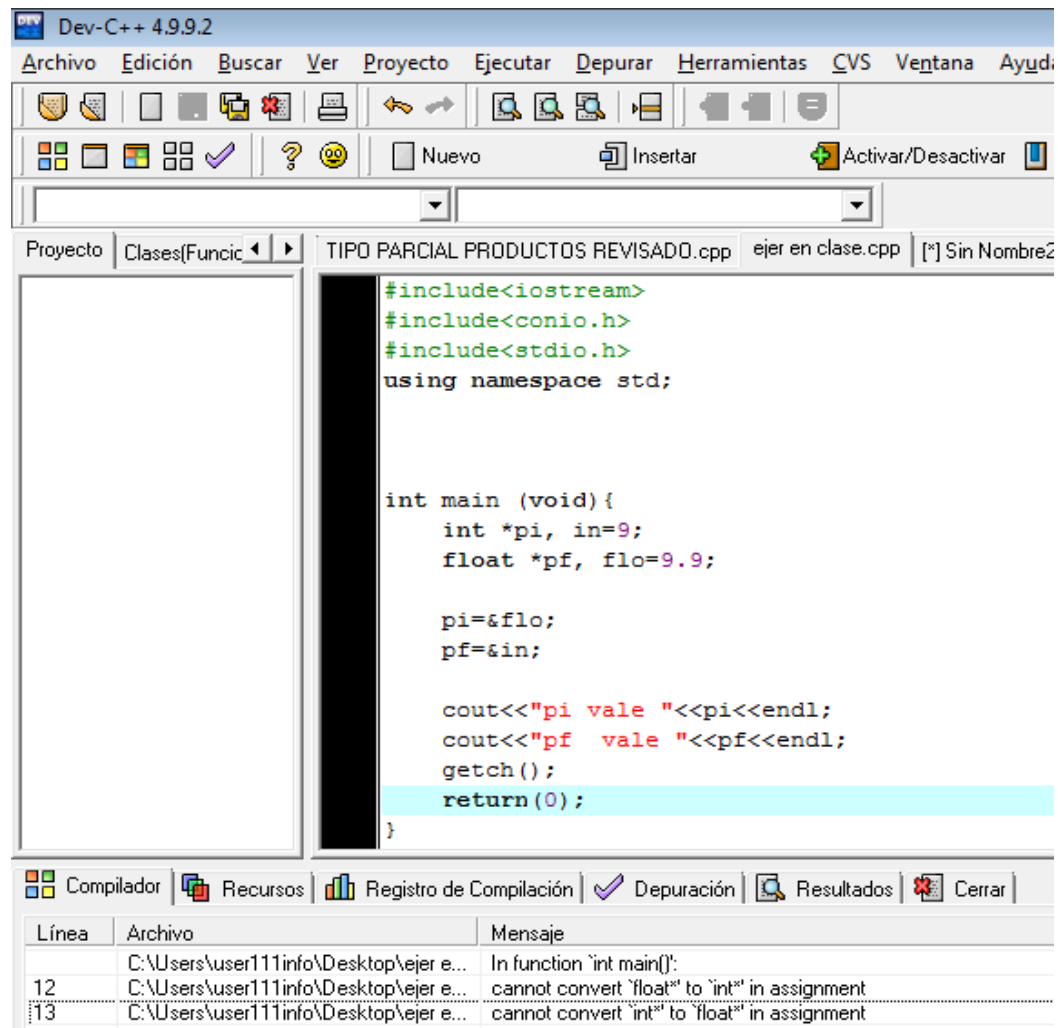 Dev-C++ 4.9.9.2
Archivo Edición Buscar Ver Proyecto Ejecutar Depurar Herramientas CVS Ventana Ayuda
Nuevo Insertar Activar/Desactivar
Proyecto Clases(Funcic TIPO PARCIAL PRODUCTOS REVISADO.cpp ejer en clase.cpp [*] Sin Nombre2
#include<iostream>
#include<conio.h>
#include<stdio.h>
using namespace std;
int main (void){
int *pi, in=9;
float *pf, flo=9.9;
pi=&flo;
pf=&in;
cout<<"pi vale "<<pi<<endl;
cout<<"pf  vale "<<pf<<endl;
getch();
return(0);
}
Compilador Recursos Registro de Compilación Depuración Resultados Cerrar
Línea Archivo Mensaje
C:\Users\user111info\Desktop\ejer e... In function `int main()':
12 C:\Users\user111info\Desktop\ejer e... cannot convert `float*' to `int*' in assignment
13 C:\Users\user111info\Desktop\ejer e... cannot convert `int*' to `float*' in assignment